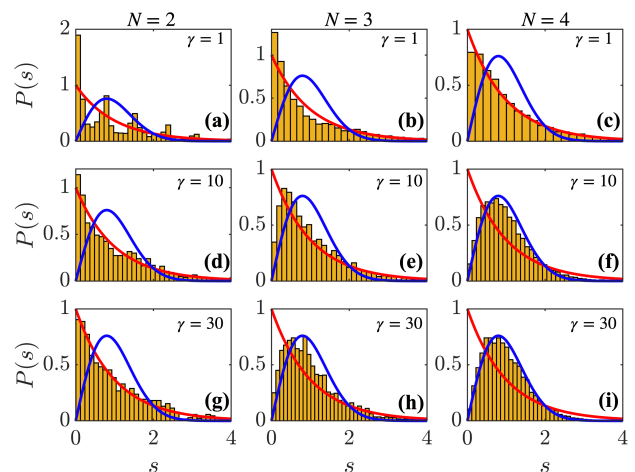 N = 2 N = 3 N = 4
2 1 0 P(s) γ = 1 (a)
1 0.5 0 γ = 1 (b)
1 0.5 0 γ = 1 (c)
1 0.5 0 P(s) γ = 10 (d)
1 0.5 0 γ = 10 (e)
1 0.5 0 γ = 10 (f)
1 0.5 0 P(s) γ = 30 (g)
1 0.5 0 γ = 30 (h)
1 0.5 0 γ = 30 (i)
0 2 4 0 2 4 0 2 4
s s s